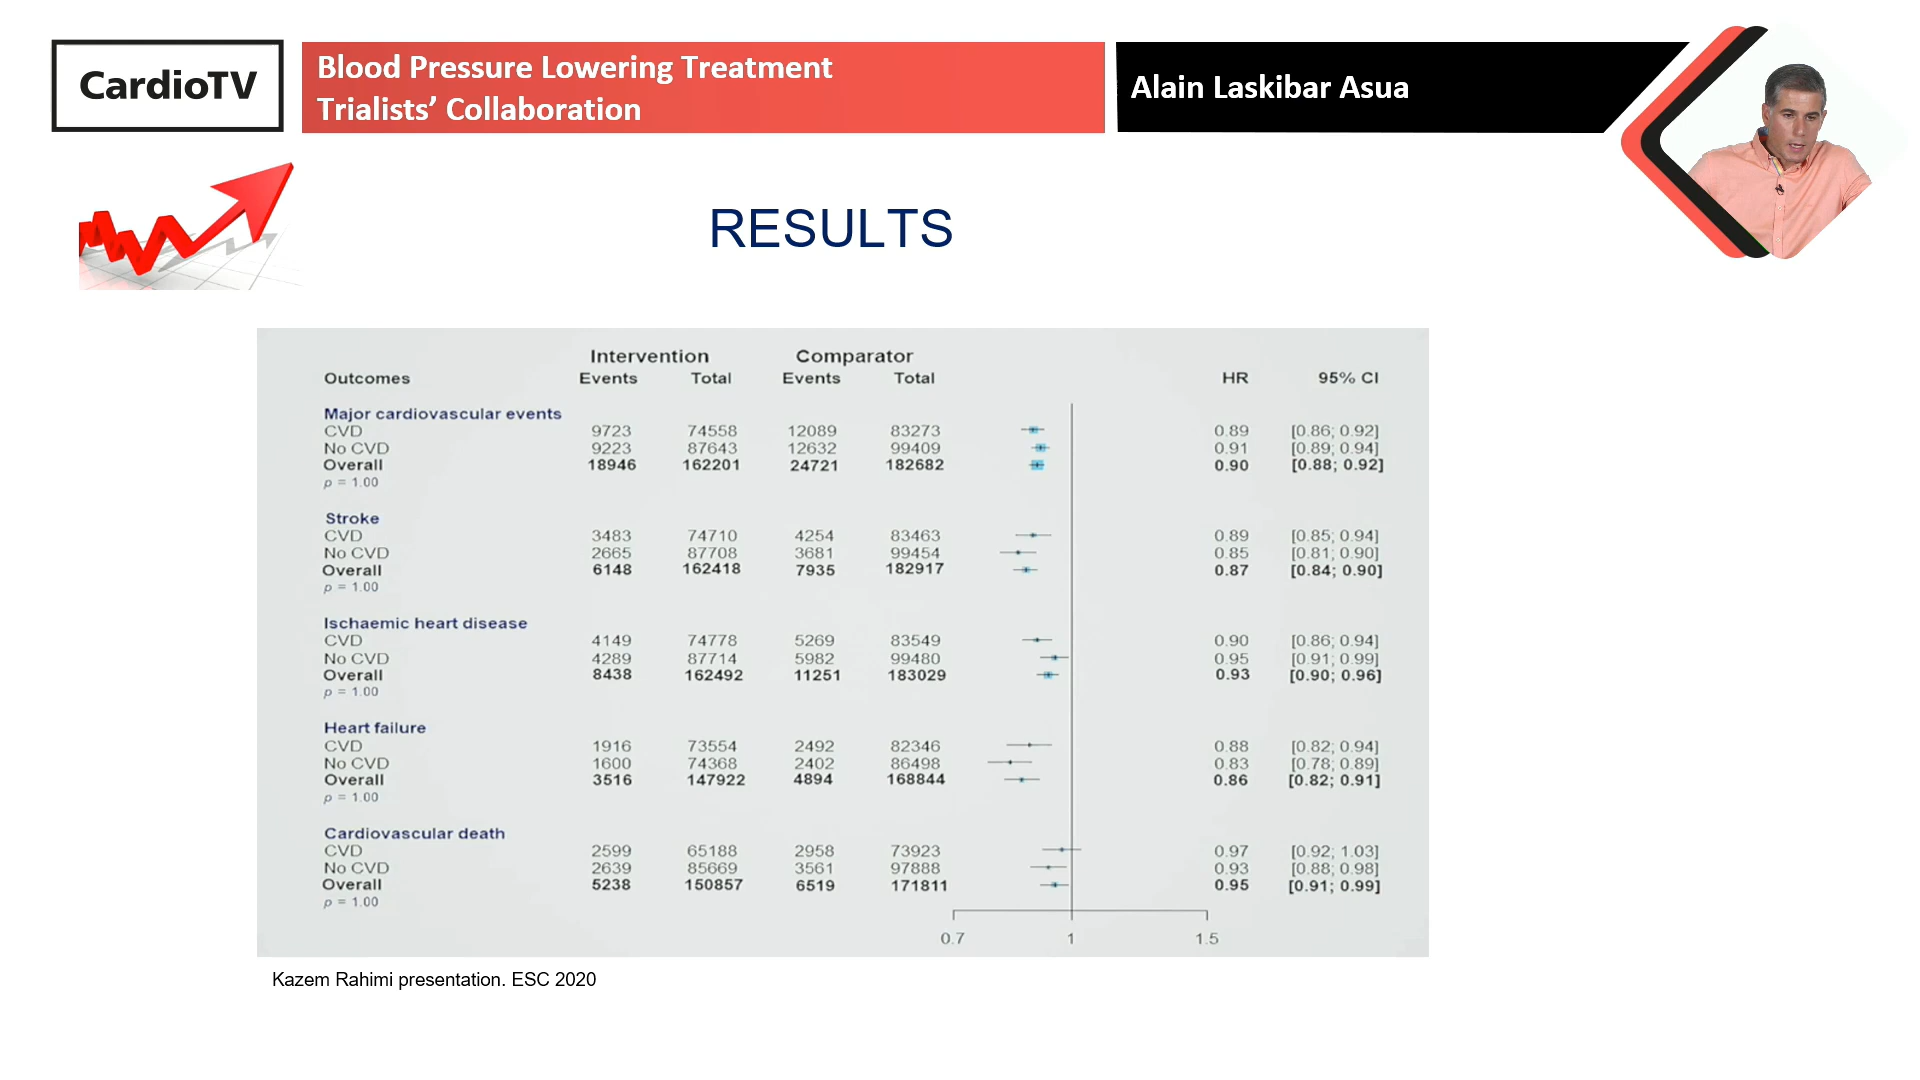 CardioTV
Blood Pressure Lowering Treatment
Trialists’ Collaboration
Alain Laskibar Asua
RESULTS
Intervention Comparator
Outcomes Events Total Events Total HR 95% CI
Major cardiovascular events
CVD 9723 74558 12089 83273 0.89 [0.86; 0.92]
No CVD 9223 87643 12632 99409 0.91 [0.89; 0.94]
Overall 18946 162201 24721 182682 0.90 [0.88; 0.92]
p = 1.00
Stroke
CVD 3483 74710 4254 83463 0.89 [0.85; 0.94]
No CVD 2665 87708 3681 99454 0.85 [0.81; 0.90]
Overall 6148 162418 7935 182917 0.87 [0.84; 0.90]
p = 1.00
Ischaemic heart disease
CVD 4149 74778 5269 83549 0.90 [0.86; 0.94]
No CVD 4289 87714 5982 99480 0.95 [0.91; 0.99]
Overall 8438 162492 11251 183029 0.93 [0.90; 0.96]
p = 1.00
Heart failure
CVD 1916 73554 2492 82346 0.88 [0.82; 0.94]
No CVD 1600 74368 2402 86498 0.83 [0.78; 0.89]
Overall 3516 147922 4894 168844 0.86 [0.82; 0.91]
p = 1.00
Cardiovascular death
CVD 2599 65188 2958 73923 0.97 [0.92; 1.03]
No CVD 2639 85669 3561 97888 0.93 [0.88; 0.98]
Overall 5238 150857 6519 171811 0.95 [0.91; 0.99]
p = 1.00
0.7 1 1.5
Kazem Rahimi presentation. ESC 2020